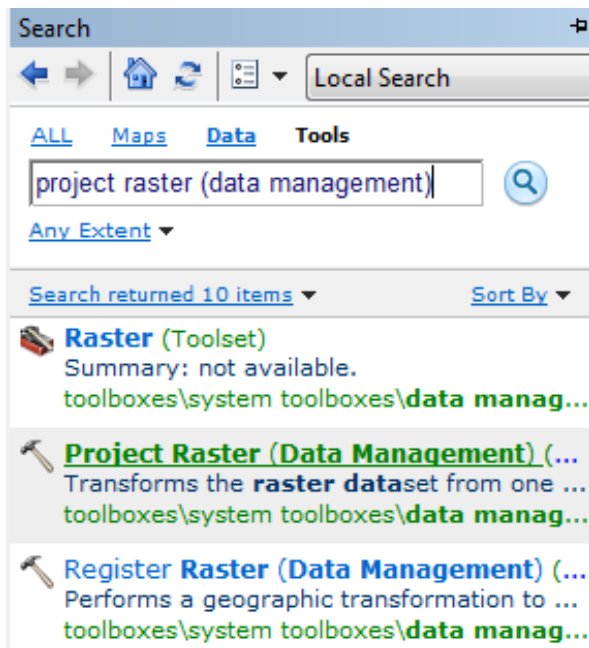 Search
Local Search
ALL Maps Data Tools
project raster (data management)
Any Extent
Search returned 10 items Sort By
Raster (Toolset)
Summary: not available.
toolboxes\system toolboxes\data manag...
Project Raster (Data Management) (...
Transforms the raster dataset from one ...
toolboxes\system toolboxes\data manag...
Register Raster (Data Management) (...
Performs a geographic transformation to ...
toolboxes\system toolboxes\data manag...